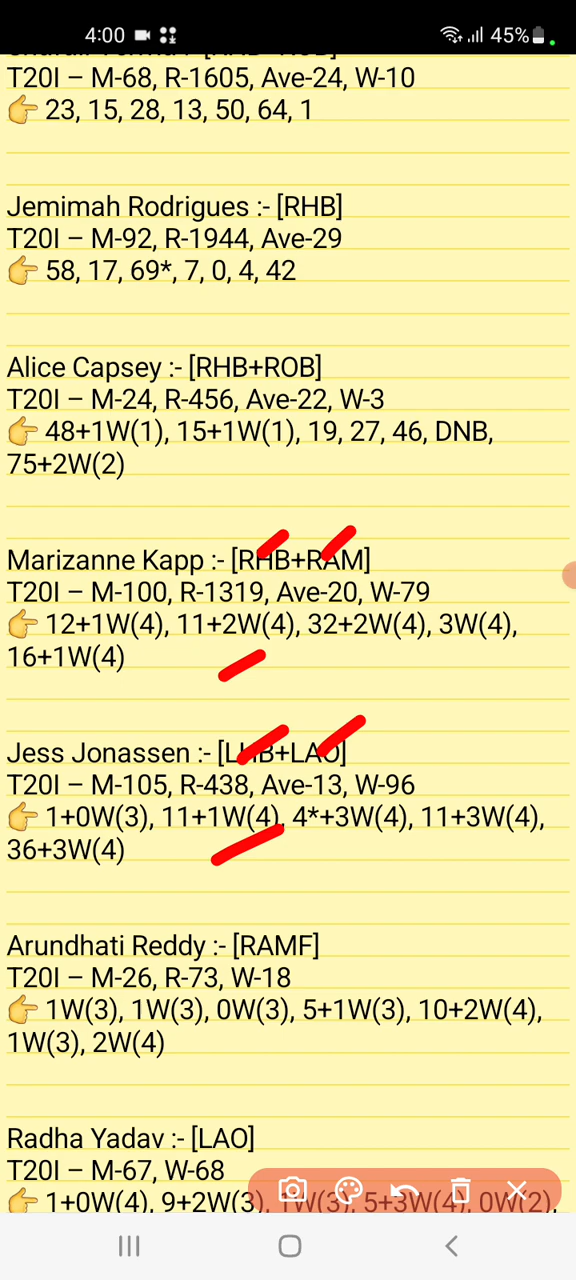 4:00
45%
T20I – M-68, R-1605, Ave-24, W-10
👉 23, 15, 28, 13, 50, 64, 1
Jemimah Rodrigues :- [RHB]
T20I – M-92, R-1944, Ave-29
👉 58, 17, 69*, 7, 0, 4, 42
Alice Capsey :- [RHB+ROB]
T20I – M-24, R-456, Ave-22, W-3
👉 48+1W(1), 15+1W(1), 19, 27, 46, DNB,
75+2W(2)
Marizanne Kapp :- [RHB+RAM]
T20I – M-100, R-1319, Ave-20, W-79
👉 12+1W(4), 11+2W(4), 32+2W(4), 3W(4),
16+1W(4)
Jess Jonassen :- [LHB+LAO]
T20I – M-105, R-438, Ave-13, W-96
👉 1+0W(3), 11+1W(4), 4*+3W(4), 11+3W(4),
36+3W(4)
Arundhati Reddy :- [RAMF]
T20I – M-26, R-73, W-18
👉 1W(3), 1W(3), 0W(3), 5+1W(3), 10+2W(4),
1W(3), 2W(4)
Radha Yadav :- [LAO]
T20I – M-67, W-68
👉 1+0W(4), 9+2W(3), 1W(3), 5+3W(4), 0W(2),